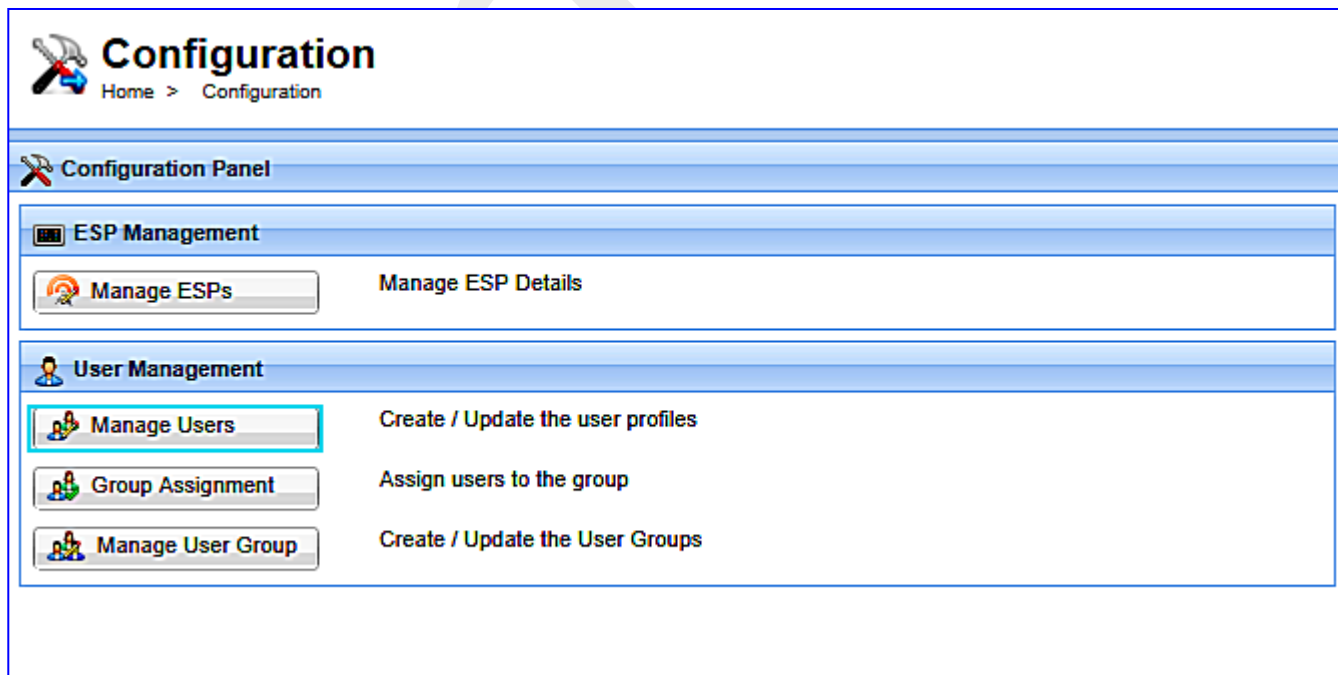 Configuration
Home > Configuration
Configuration Panel
ESP Management
Manage ESPs Manage ESP Details
User Management
Manage Users Create / Update the user profiles
Group Assignment Assign users to the group
Manage User Group Create / Update the User Groups